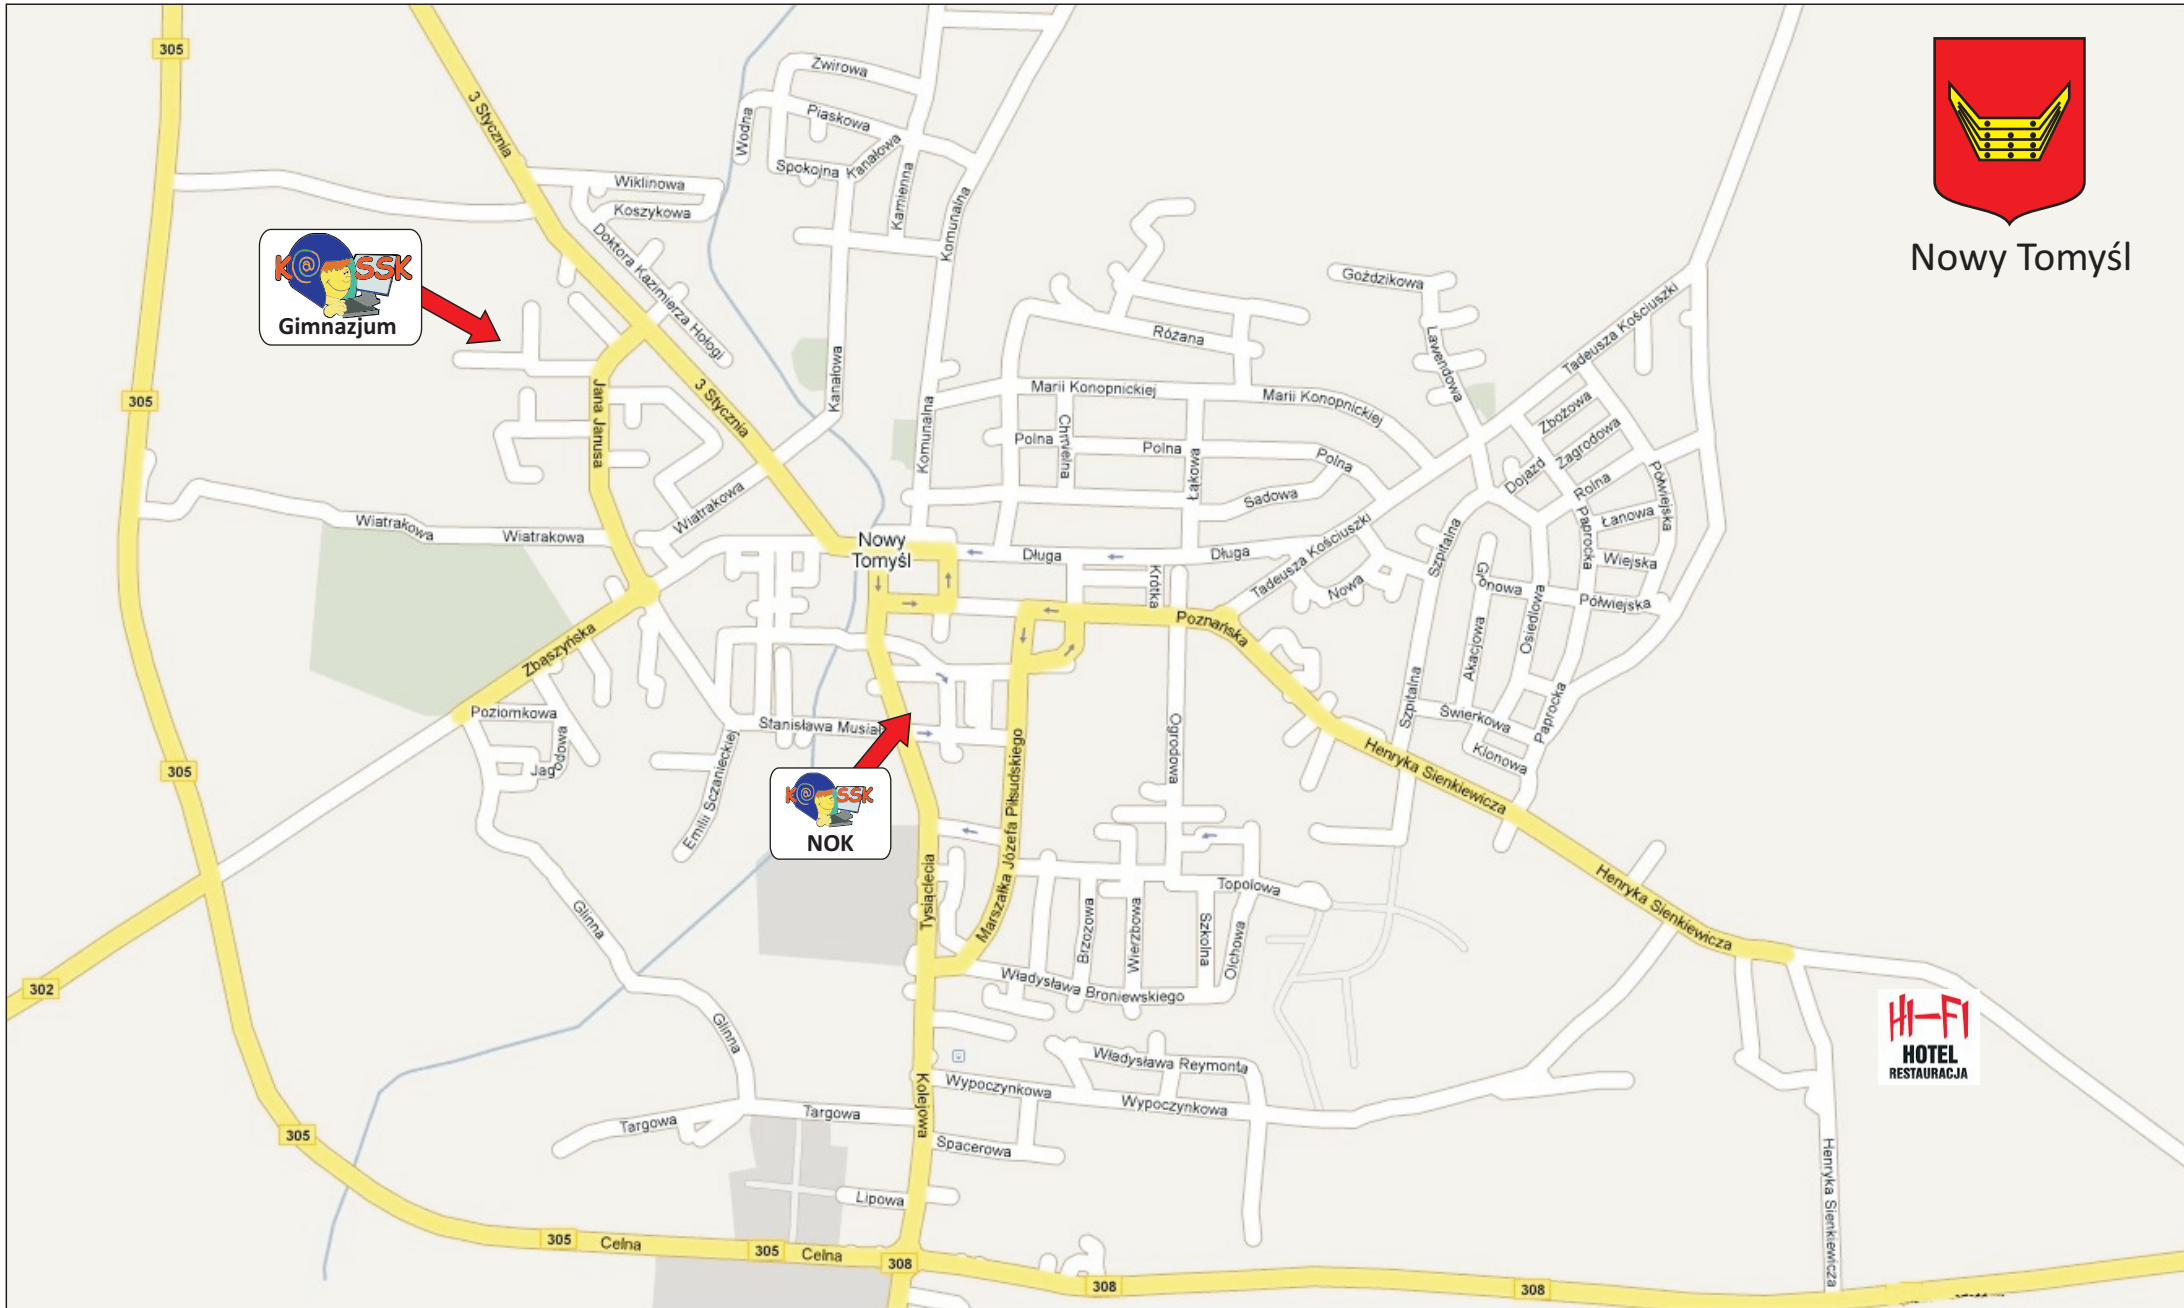 305
3 Stycznia
Żwirowa
Piaskowa
Wodna
Spokojna
Kanałowa
Kamienna
Komunalna
Wiklinowa
Koszykowa
Doktora Kazimierza Hołogi
K@SSK
Gimnazjum
Nowy Tomyśl
Goździkowa
Lawendowa
Tadeusza Kościuszki
Różana
Marii Konopnickiej
Marii Konopnickiej
305
Jana Janusa
3 Stycznia
Kanałowa
Komunalna
Polna
Chmielna
Polna
Łąkowa
Polna
Sadowa
Zbożowa
Zagrodowa
Dojazd
Rolna
Półwiejska
Łanowa
Paprocka
Wiejska
Wiatrakowa
Wiatrakowa
Wiatrakowa
Nowy
Tomyśl
Długa
Długa
Krótka
Tadeusza Kościuszki
Nowa
Szpitalna
Gronowa
Półwiejska
Osiedlowa
Akacjowa
Poznańska
Zbąszyńska
Poziomkowa
Jagodowa
Stanisława Musiał
Emilii Sczanieckiej
Marszałka Józefa Piłsudskiego
Ogrodowa
Szpitalna
Świerkowa
Klonowa
Paprocka
Henryka Sienkiewicza
305
K@SSK
NOK
Tysiąclecia
Topolowa
Brzozowa
Wierzbowa
Szkolna
Olchowa
Henryka Sienkiewicza
Glinna
Władysława Broniewskiego
302
Glinna
HI-FI
HOTEL
RESTAURACJA
Władysława Reymonta
Wypoczynkowa
Wypoczynkowa
Kolejowa
Targowa
Targowa
Spacerowa
305
Lipowa
Henryka Sienkiewicza
305
Celna
305
Celna
308
308
308